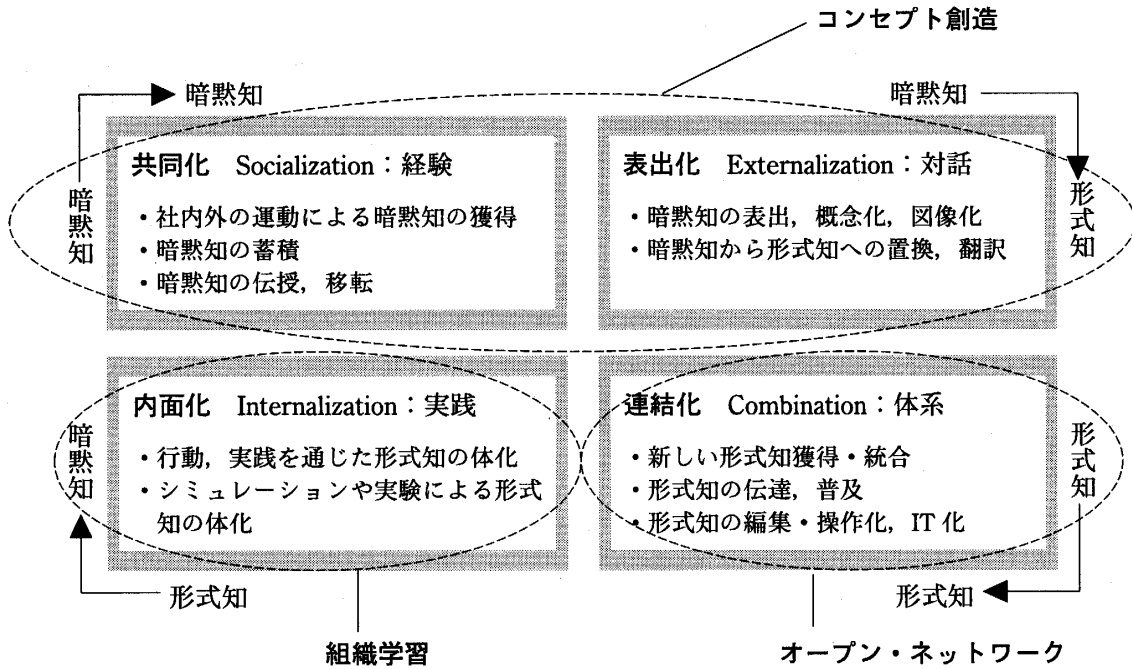 コンセプト創造
暗黙知
暗黙知
暗黙知
形式知
共同化 Socialization：経験
・社内外の運動による暗黙知の獲得
・暗黙知の蓄積
・暗黙知の伝授，移転
表出化 Externalization：対話
・暗黙知の表出，概念化，図像化
・暗黙知から形式知への置換，翻訳
内面化 Internalization：実践
・行動，実践を通じた形式知の体化
・シミュレーションや実験による形式
知の体化
連結化 Combination：体系
・新しい形式知獲得・統合
・形式知の伝達，普及
・形式知の編集・操作化，IT 化
暗黙知
形式知
形式知
形式知
組織学習
オープン・ネットワーク